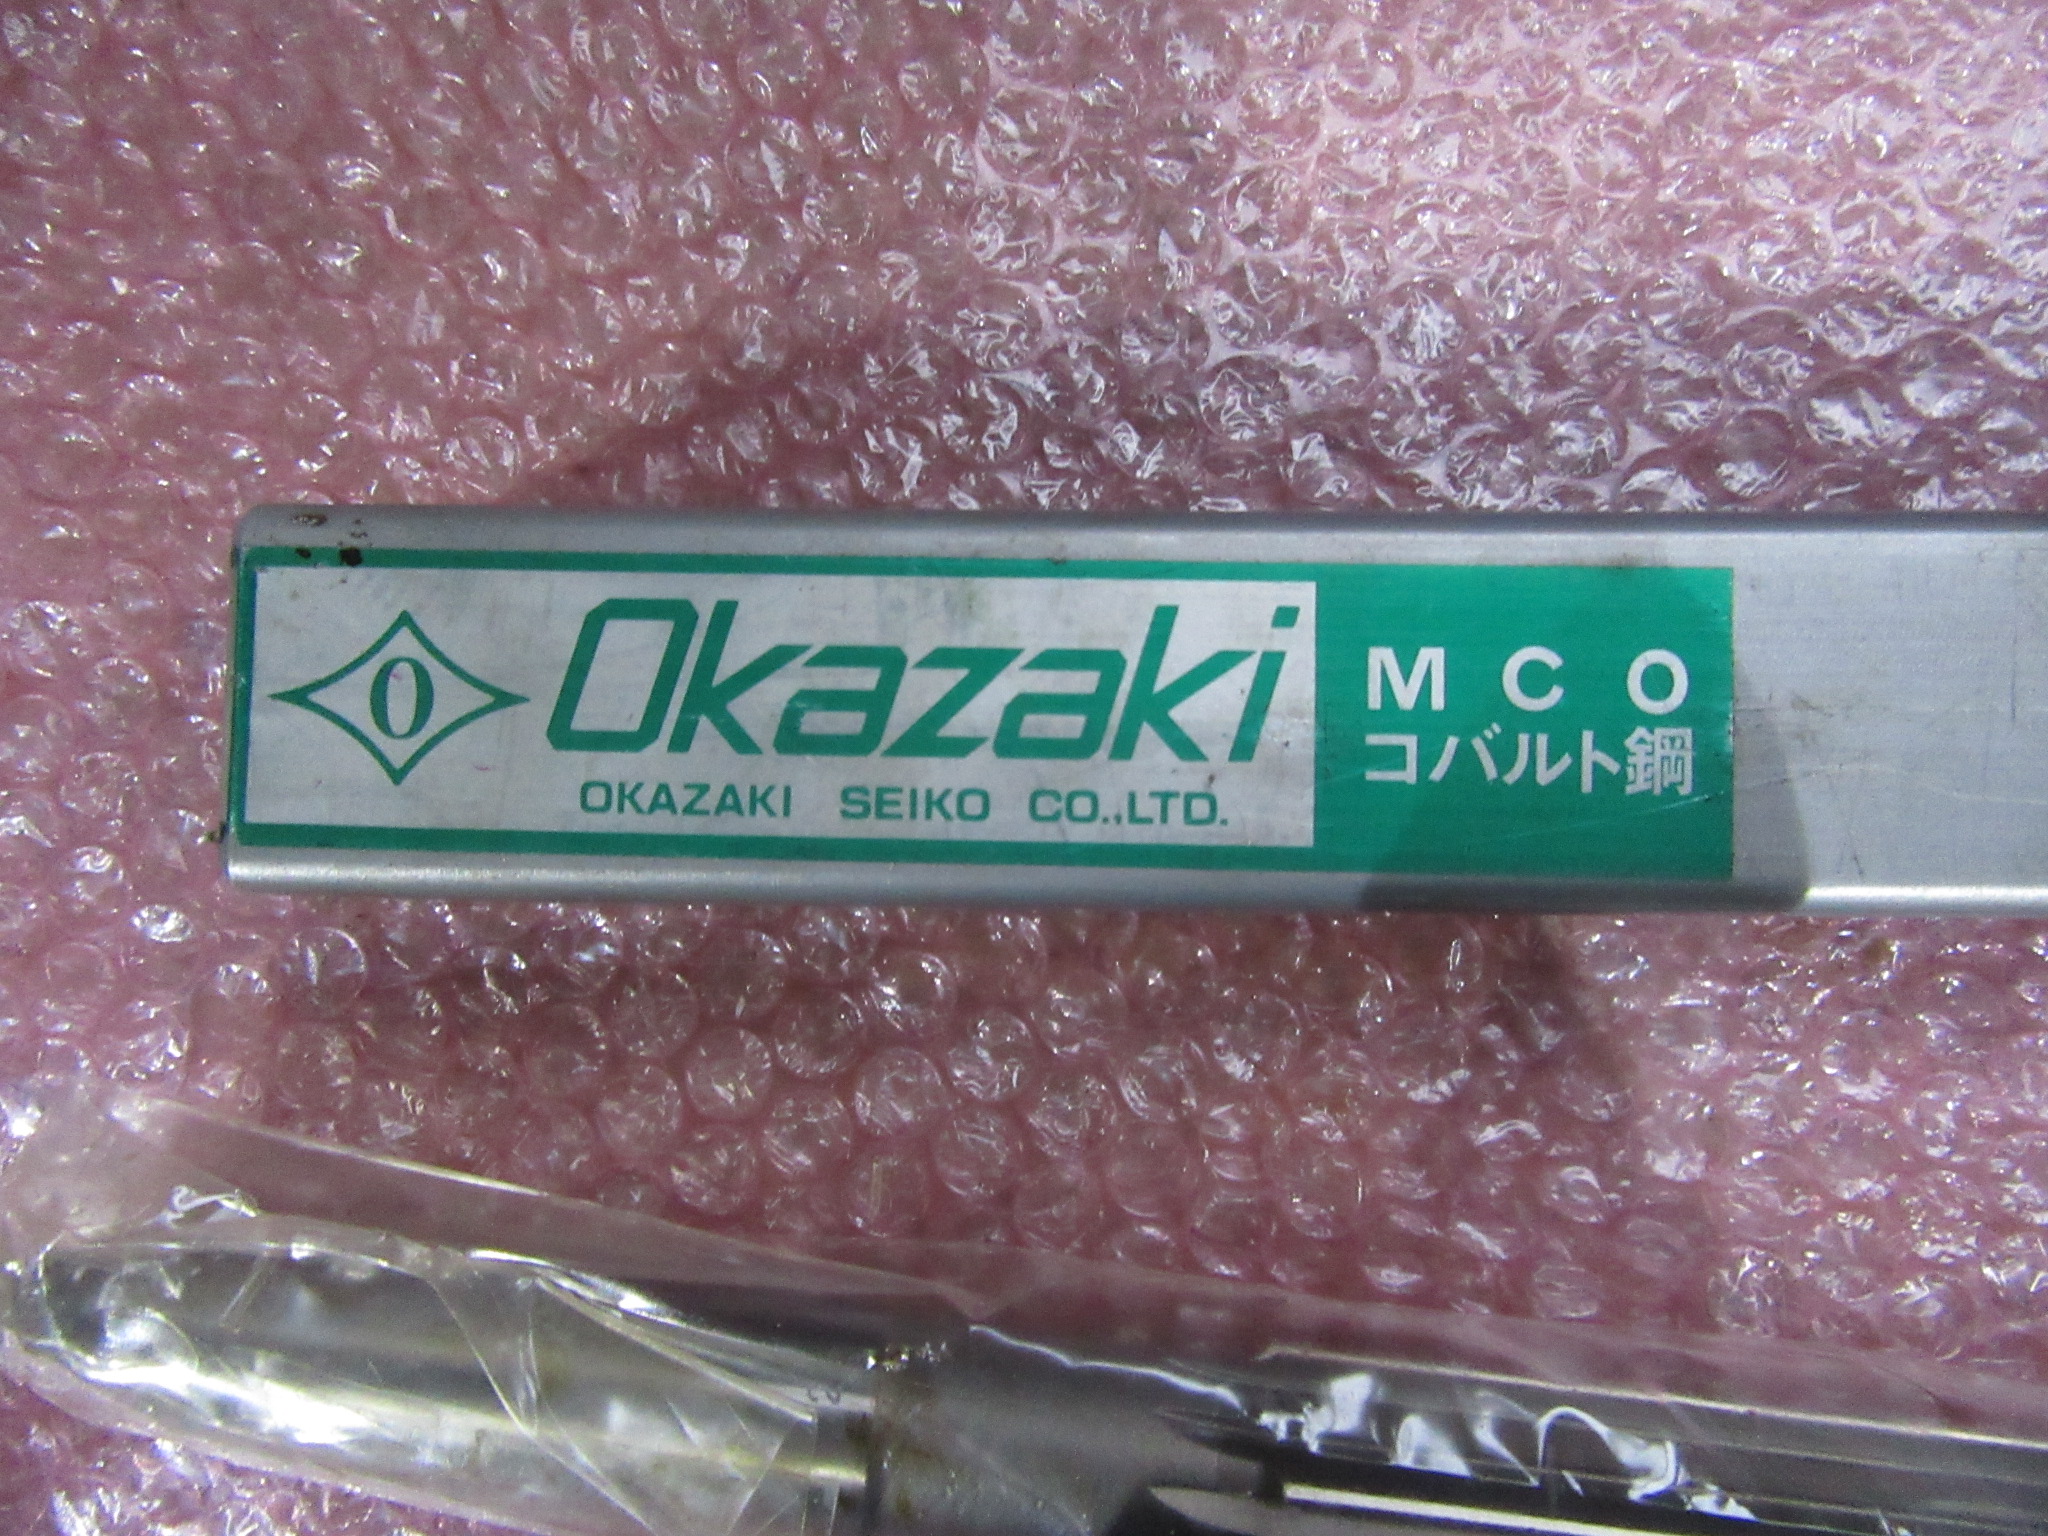 O
Okazaki
OKAZAKI SEIKO CO.,LTD.
MCO
コバルト鋼